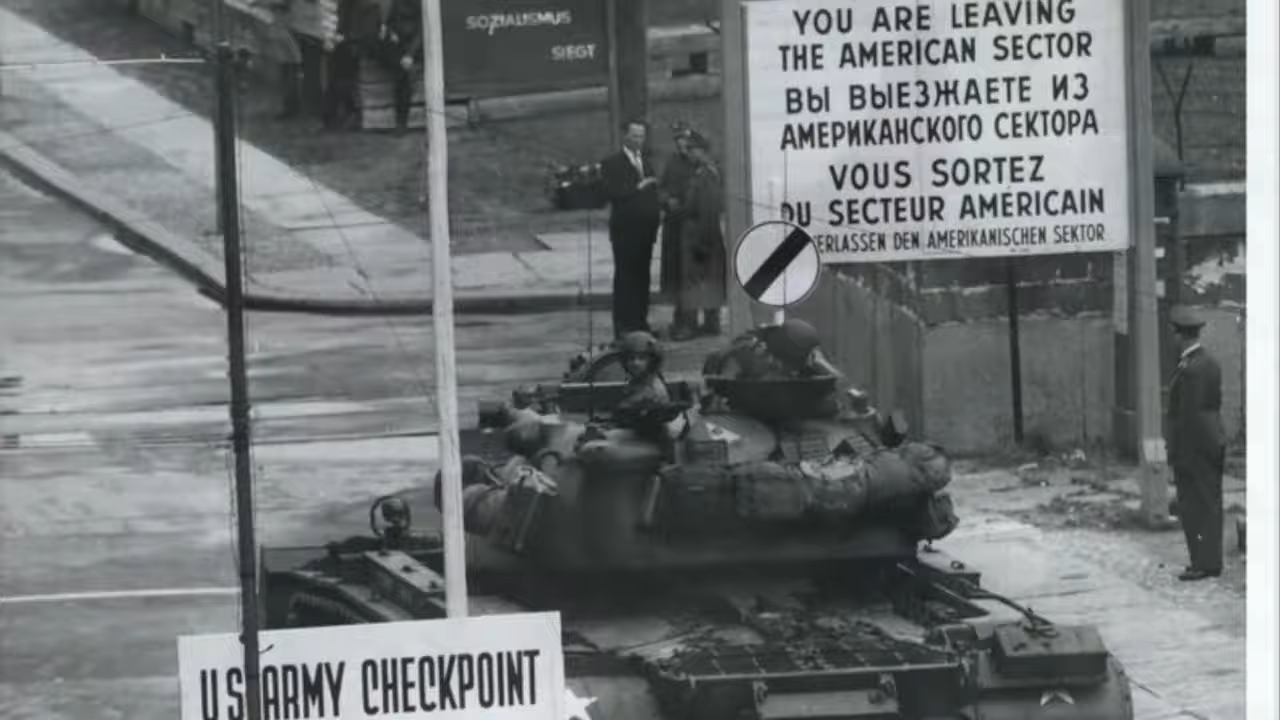 SOZIALISMUS
SIEGT
YOU ARE LEAVING
THE AMERICAN SECTOR
ВЫ ВЫЕЗЖАЕТЕ ИЗ
АМЕРИКАНСКОГО СЕКТОРА
VOUS SORTEZ
DU SECTEUR AMÉRICAIN
VERLASSEN DEN AMERIKANISCHEN SEKTOR
U.S. ARMY CHECKPOINT